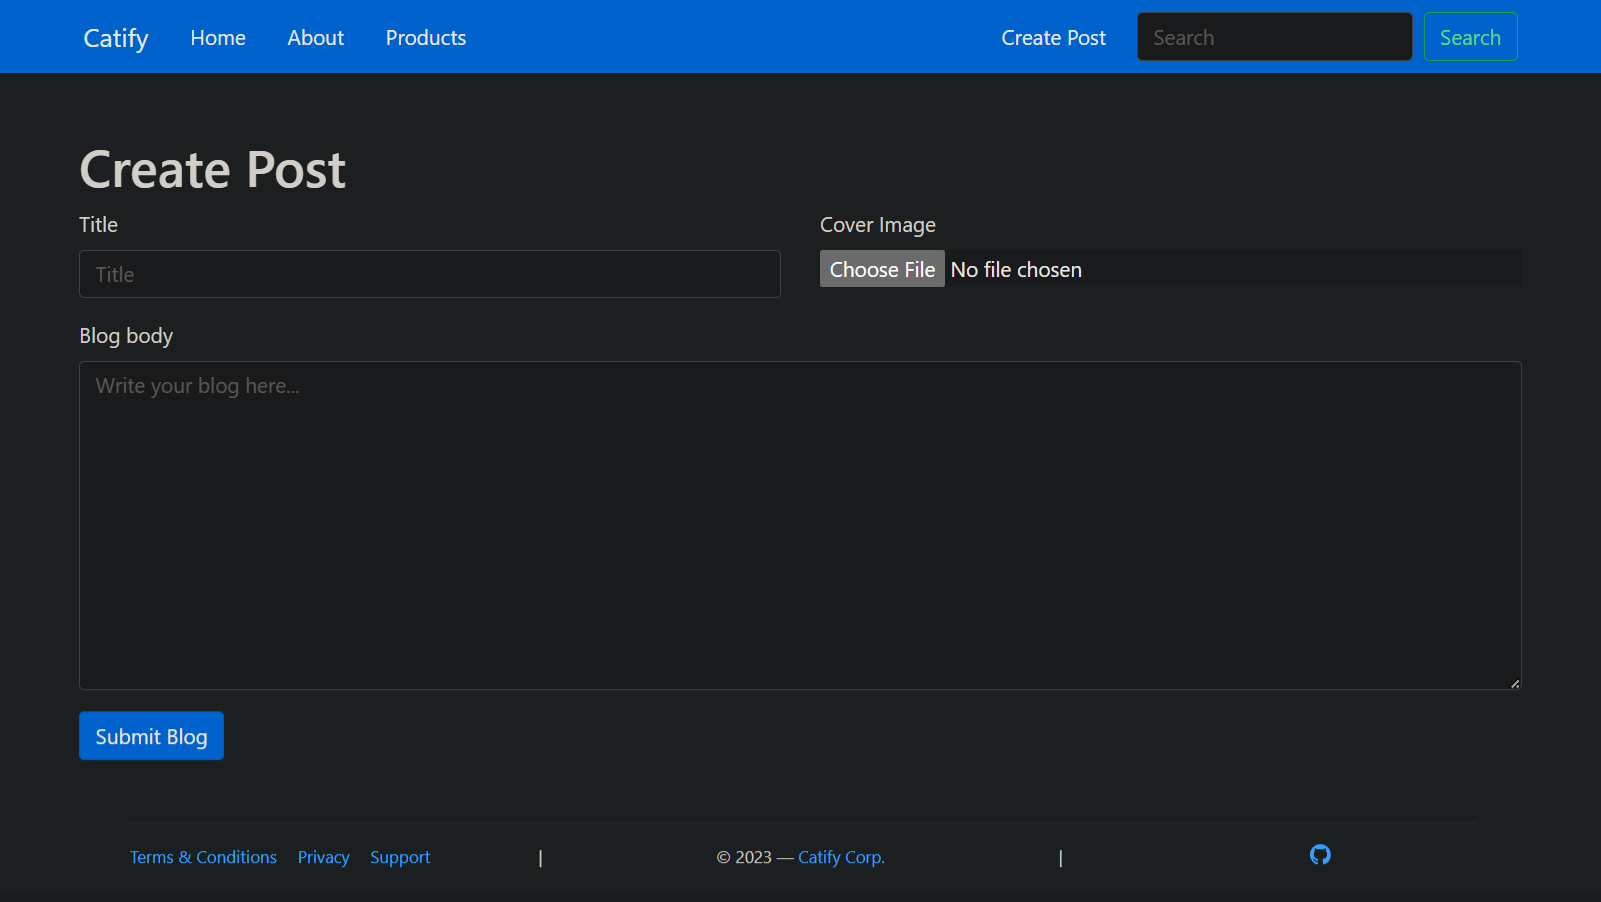 Catify Home About Products Create Post Search Search
Create Post
Title Cover Image
Title Choose File No file chosen
Blog body
Write your blog here...
Submit Blog
Terms & Conditions Privacy Support | © 2023 — Catify Corp. |